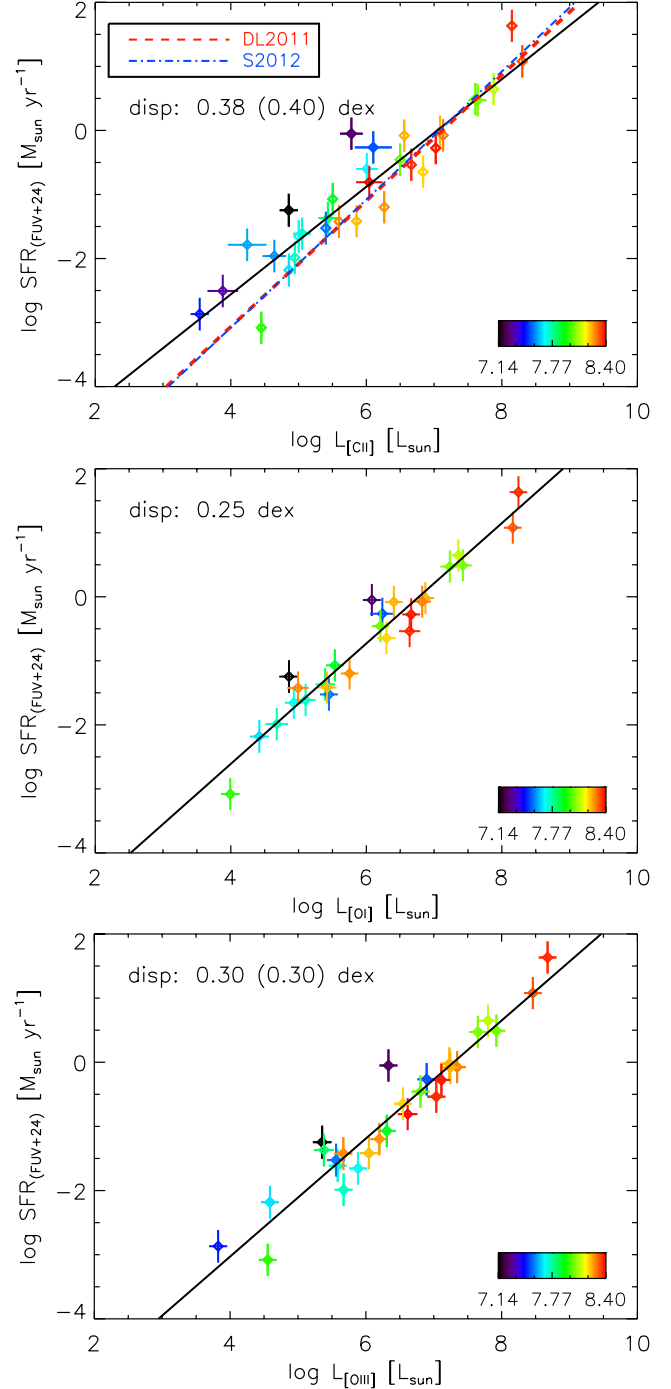 2
0
−2
−4
log SFR(FUV+24) [Msun yr−1]
DL2011
S2012
disp: 0.38 (0.40) dex
7.14 7.77 8.40
2 4 6 8 10
log L[CII] [Lsun]
2
0
−2
−4
log SFR(FUV+24) [Msun yr−1]
disp: 0.25 dex
7.14 7.77 8.40
2 4 6 8 10
log L[OI] [Lsun]
2
0
−2
−4
log SFR(FUV+24) [Msun yr−1]
disp: 0.30 (0.30) dex
7.14 7.77 8.40
2 4 6 8 10
log L[OIII] [Lsun]